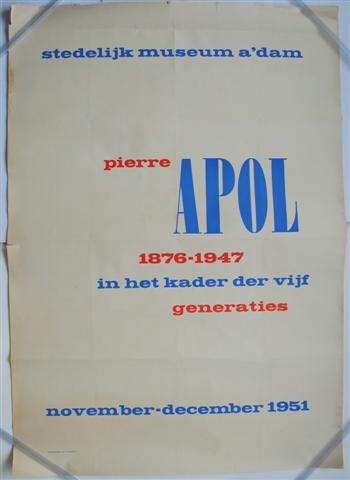 stedelijk museum a'dam
pierre APOL
1876-1947
in het kader der vijf
generaties
november-december 1951